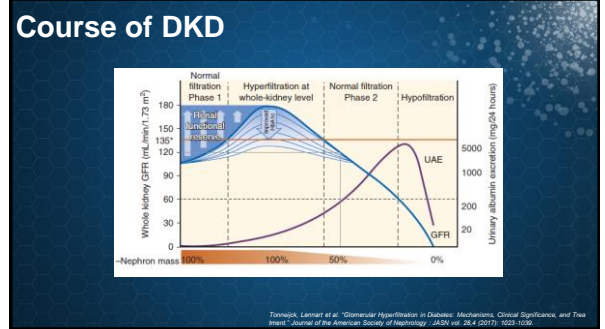 Course of DKD
Normal
filtration
Phase 1
Hyperfiltration at
whole-kidney level
Normal filtration
Phase 2
Hypofiltration
Whole kidney GFR (mL/min/1.73 m²)
180
150
135*
120
90
60
30
0
Renal
functional
reserve
UAE
GFR
5000
1000
200
20
Urinary albumin excretion (mg/24 hours)
~Nephron mass 100% 100% 50% 0%
Tonneijck, Lennart et al. “Glomerular Hyperfiltration in Diabetes: Mechanisms, Clinical Significance, and Trea
tment.” Journal of the American Society of Nephrology : JASN vol. 28,4 (2017): 1023-1039.